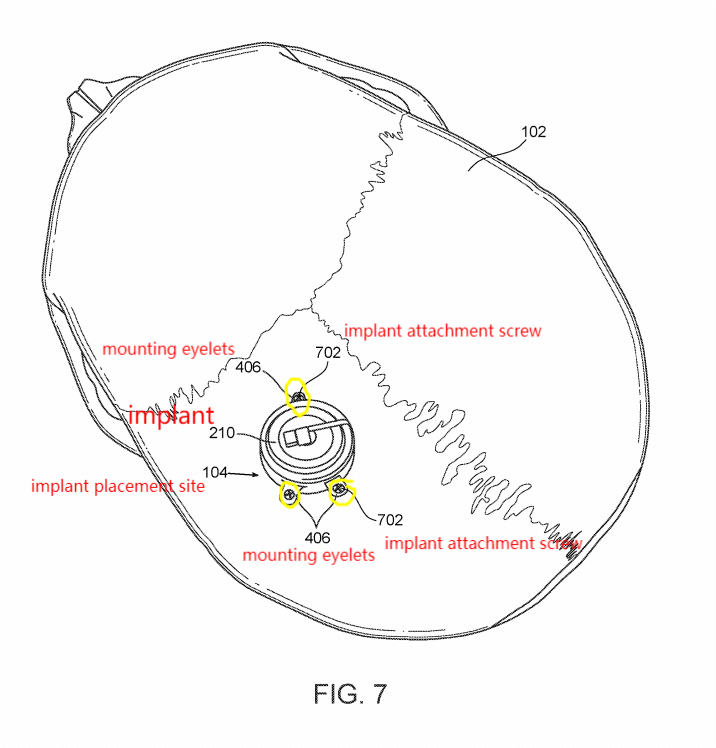 102
implant attachment screw
mounting eyelets
702
406
implant
210
104
implant placement site
702
406
implant attachment screw
mounting eyelets
FIG. 7